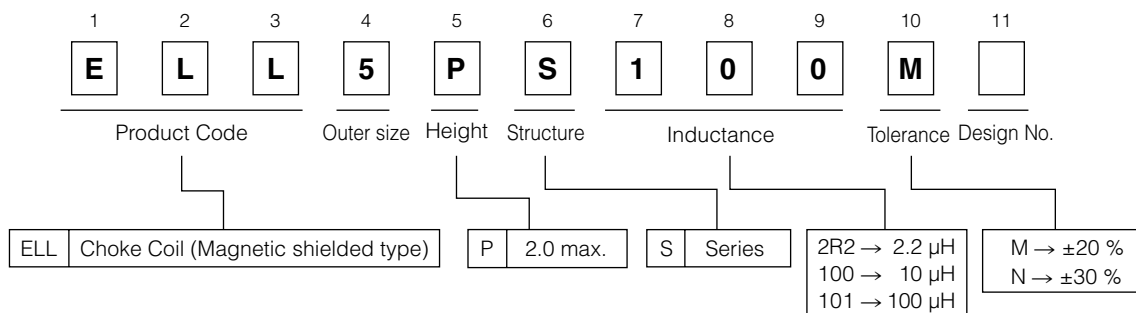 1 2 3 4 5 6 7 8 9 10 11
E L L 5 P S 1 0 0 M
Product Code Outer size Height Structure Inductance Tolerance Design No.
ELL Choke Coil (Magnetic shielded type)
P 2.0 max.
S Series
2R2 → 2.2 µH
100 → 10 µH
101 → 100 µH
M → ±20 %
N → ±30 %